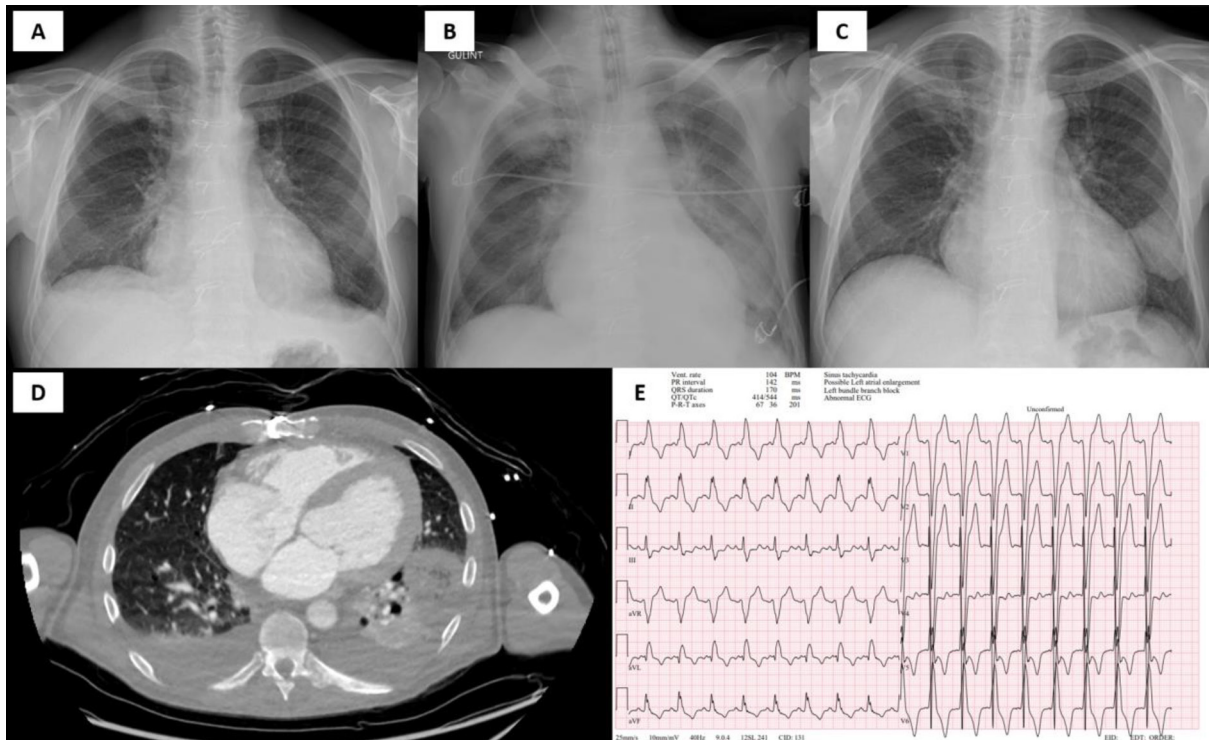 A
B
GULINT
C
D
E
Vent. rate 104 BPM
PR interval 142 ms
QRS duration 170 ms
QT/QTc 414/544 ms
P-R-T axes 67 36 201
Sinus tachycardia
Possible Left atrial enlargement
Left bundle branch block
Abnormal ECG
Unconfirmed
I
V1
II
V2
III
V3
aVR
V4
aVL
V5
aVF
V6
25mm/s 10mm/mV 40Hz 9.0.4 12SL 241 CID: 131
EID: EDT: ORDER: